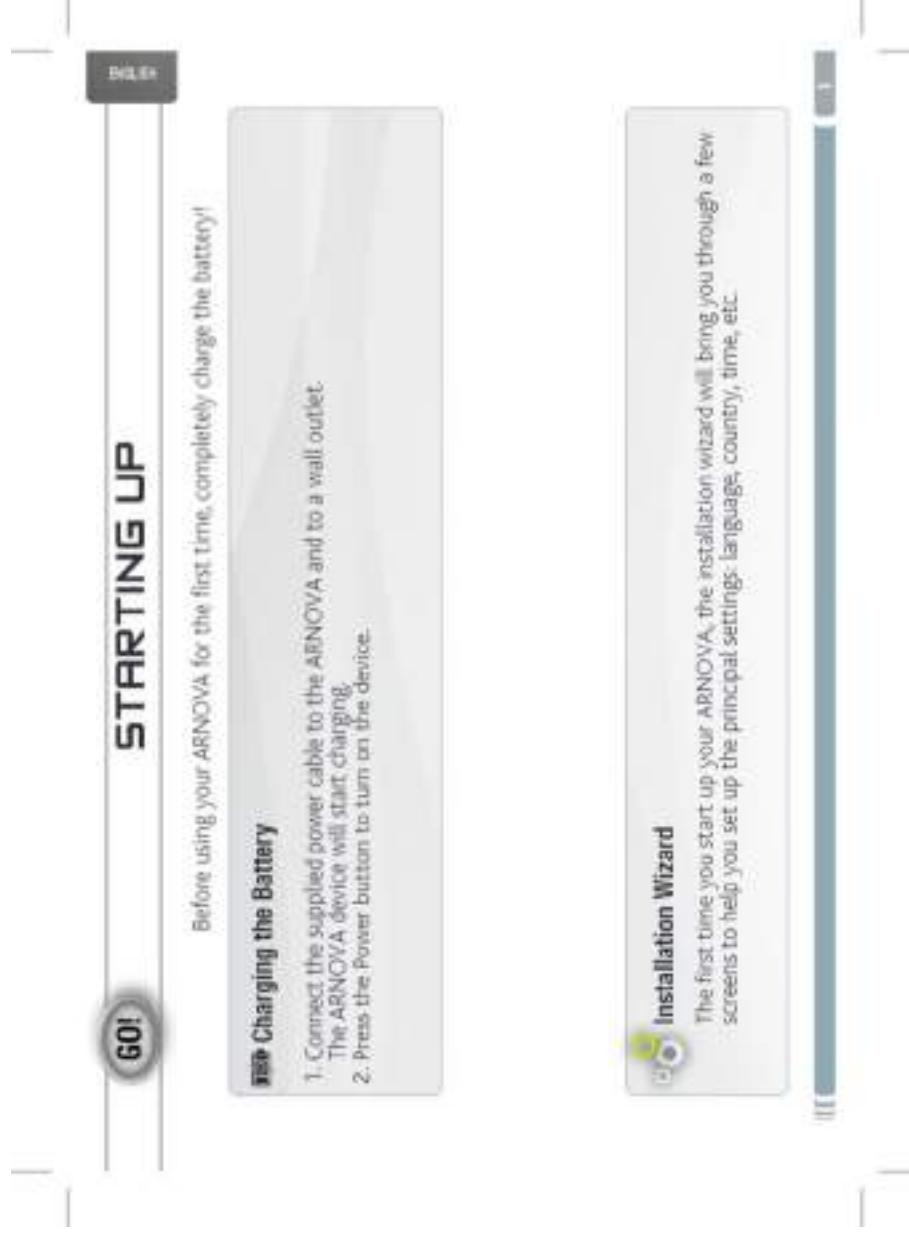 ENGLISH
GO!
STARTING UP
Before using your ARNOVA for the first time, completely charge the battery!
Charging the Battery
1. Connect the supplied power cable to the ARNOVA and to a wall outlet.
The ARNOVA device will start charging.
2. Press the Power button to turn on the device.
Installation Wizard
The first time you start up your ARNOVA, the installation wizard will bring you through a few
screens to help you set up the principal settings: language, country, time, etc.